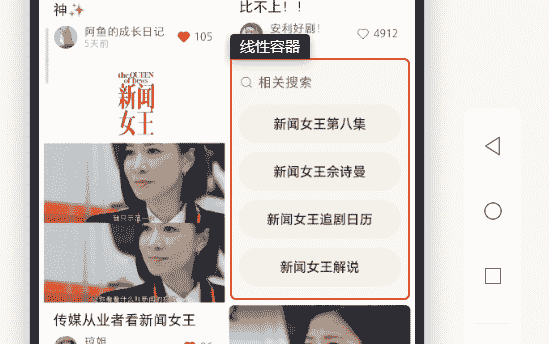 神✨
阿鱼的成长日记
5天前
105
比不上！！
安利好剧！
4912
线性容器
the QUEEN
of News
新闻
女王
相关搜索
新闻女王第八集
新闻女王佘诗曼
新闻女王追剧日历
新闻女王解说
传媒从业者看新闻女王